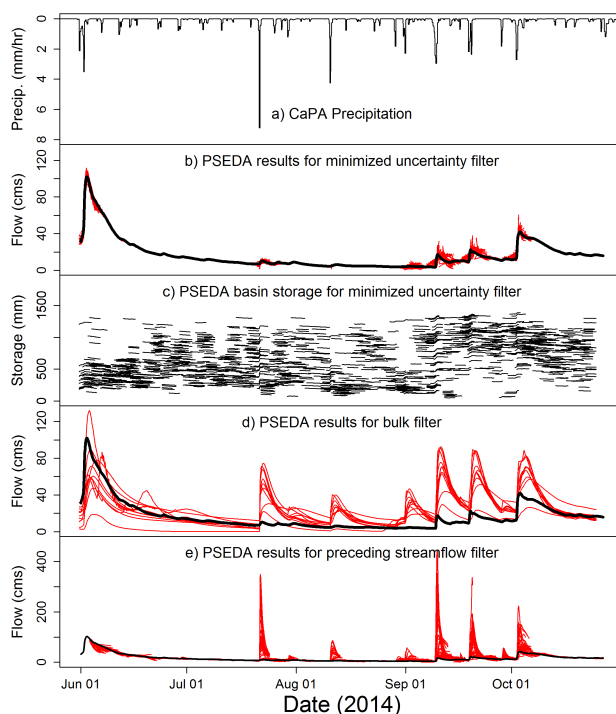 0
2
4
6
8
Precip. (mm/hr)
a) CaPA Precipitation
0
40
80
120
Flow (cms)
b) PSEDA results for minimized uncertainty filter
0
500
1500
Storage (mm)
c) PSEDA basin storage for minimized uncertainty filter
0
40
80
120
Flow (cms)
d) PSEDA results for bulk filter
0
200
400
Flow (cms)
e) PSEDA results for preceding streamflow filter
Jun 01
Jul 01
Aug 01
Sep 01
Oct 01
Date (2014)